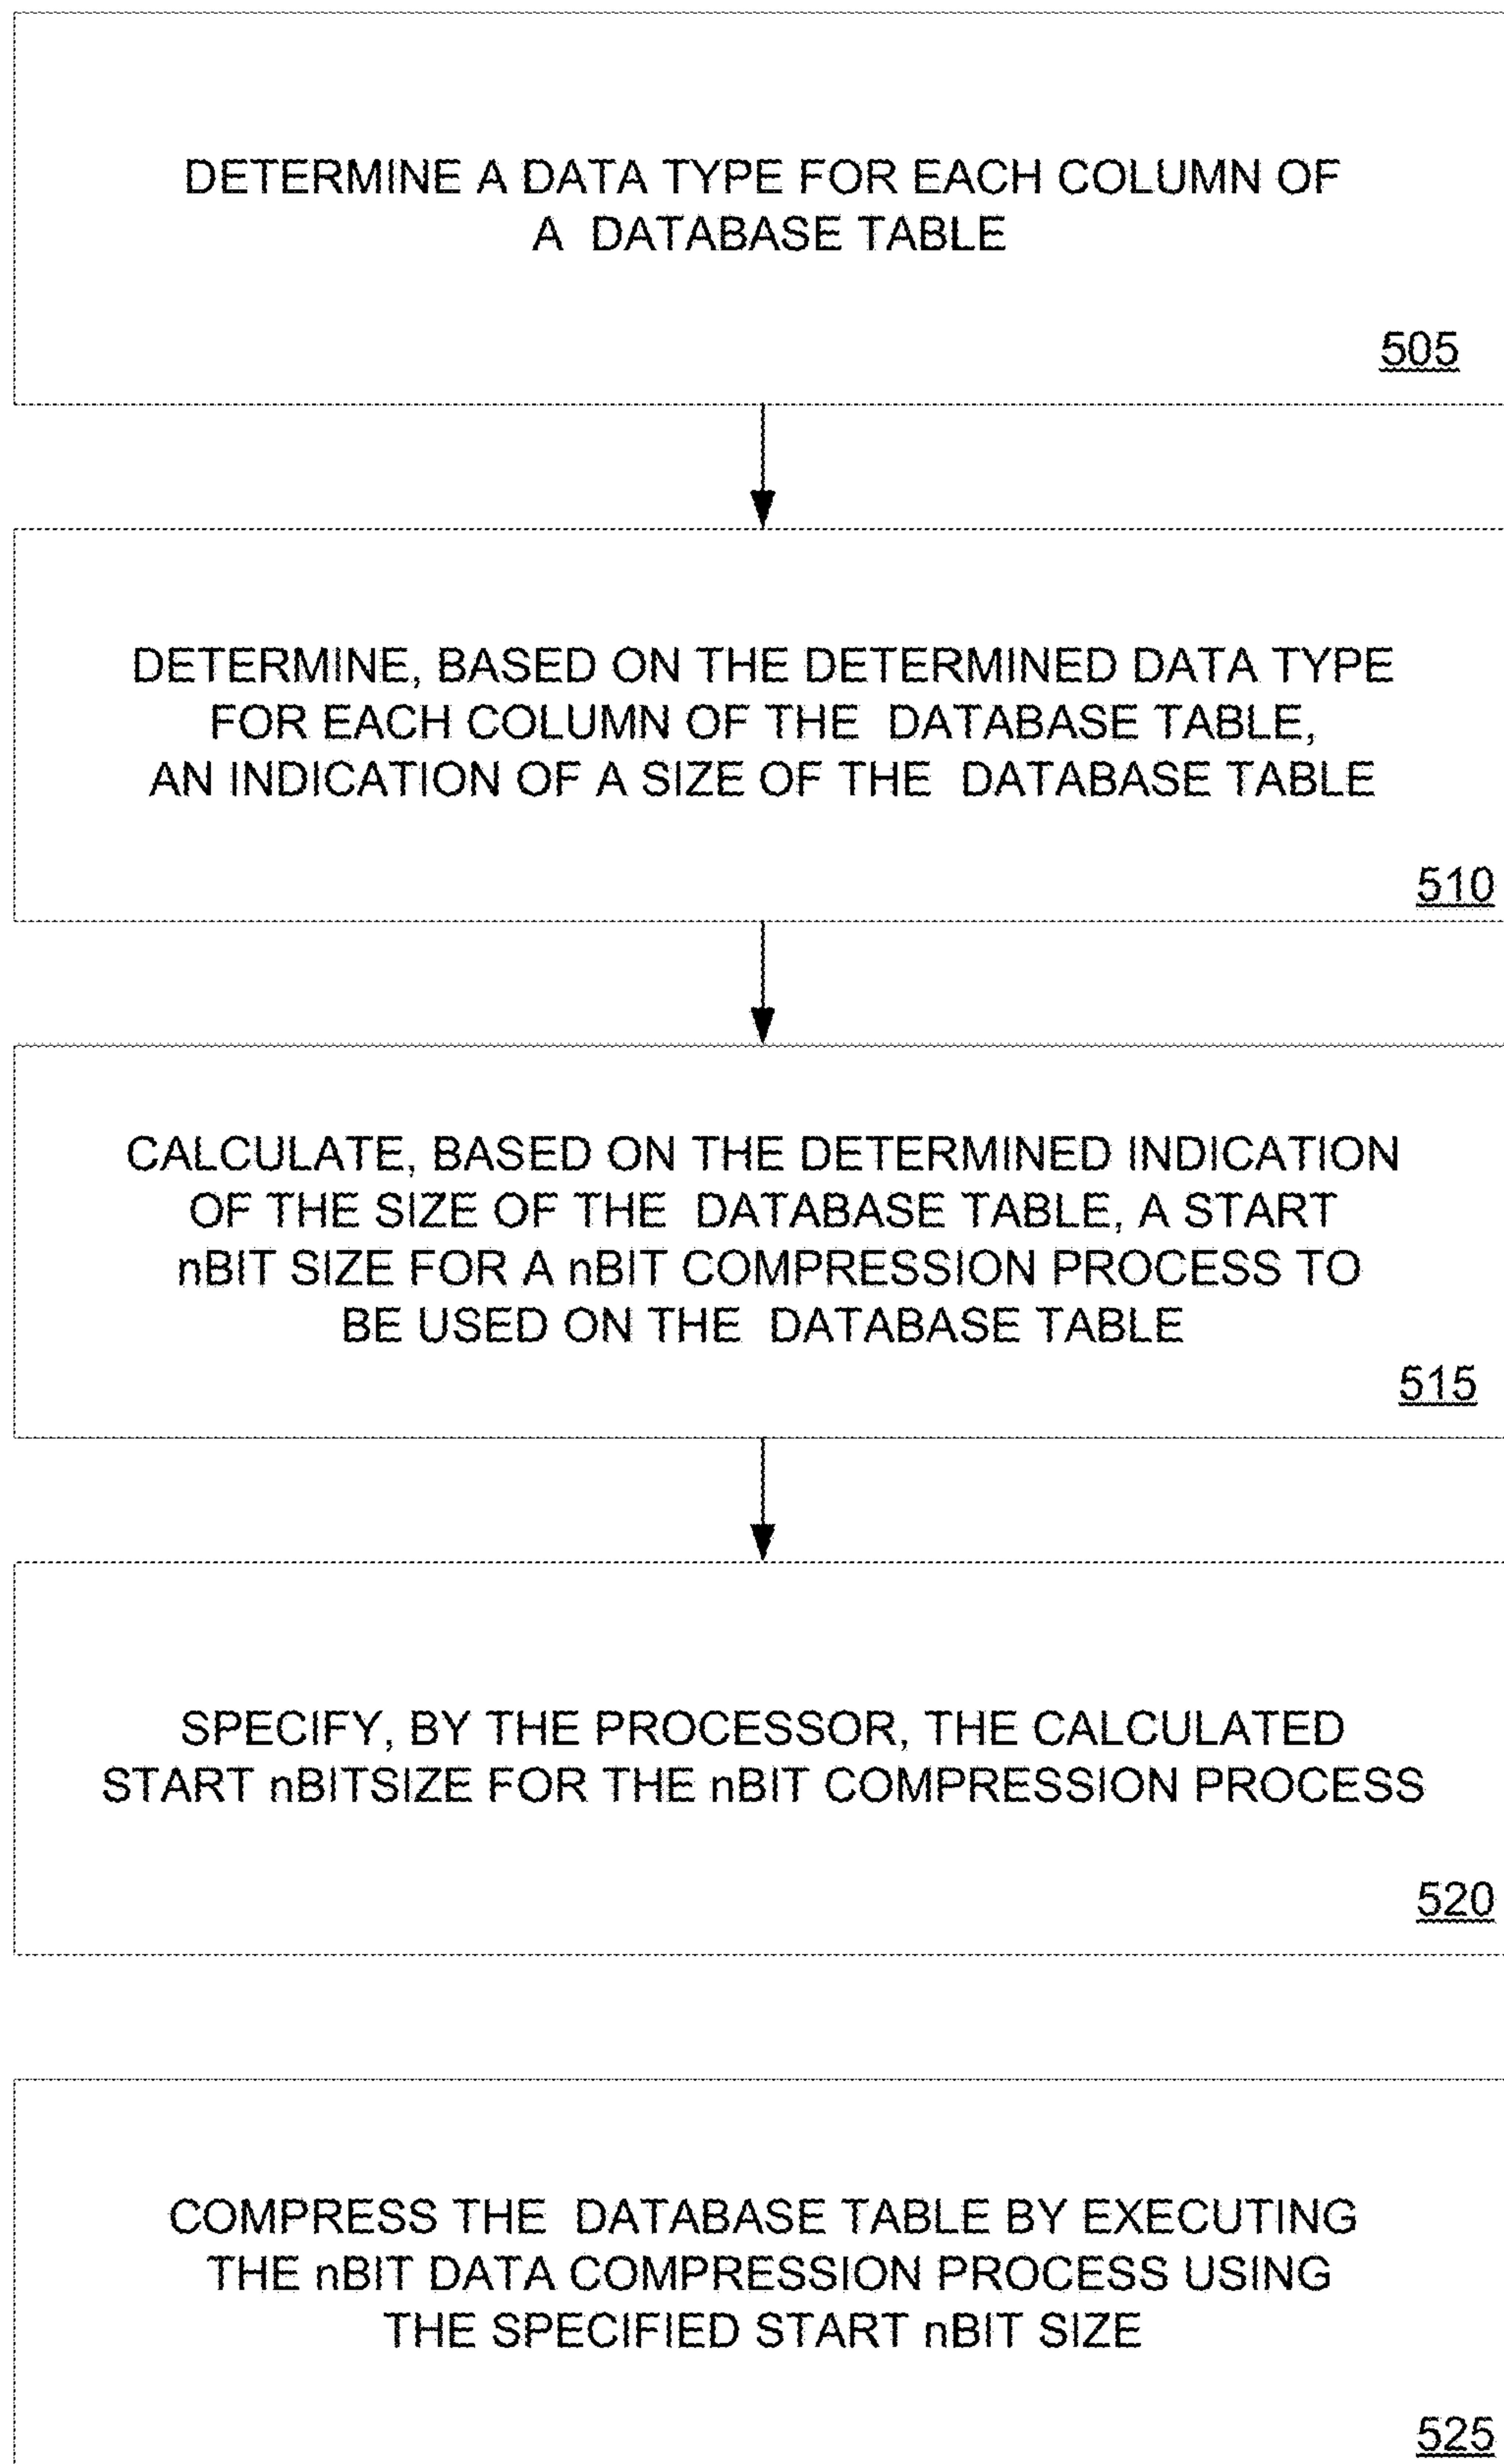 DETERMINE A DATA TYPE FOR EACH COLUMN OF
A DATABASE TABLE
505
DETERMINE, BASED ON THE DETERMINED DATA TYPE
FOR EACH COLUMN OF THE DATABASE TABLE,
AN INDICATION OF A SIZE OF THE DATABASE TABLE
510
CALCULATE, BASED ON THE DETERMINED INDICATION
OF THE SIZE OF THE DATABASE TABLE, A START
nBIT SIZE FOR A nBIT COMPRESSION PROCESS TO
BE USED ON THE DATABASE TABLE
515
SPECIFY, BY THE PROCESSOR, THE CALCULATED
START nBITSIZE FOR THE nBIT COMPRESSION PROCESS
520
COMPRESS THE DATABASE TABLE BY EXECUTING
THE nBIT DATA COMPRESSION PROCESS USING
THE SPECIFIED START nBIT SIZE
525